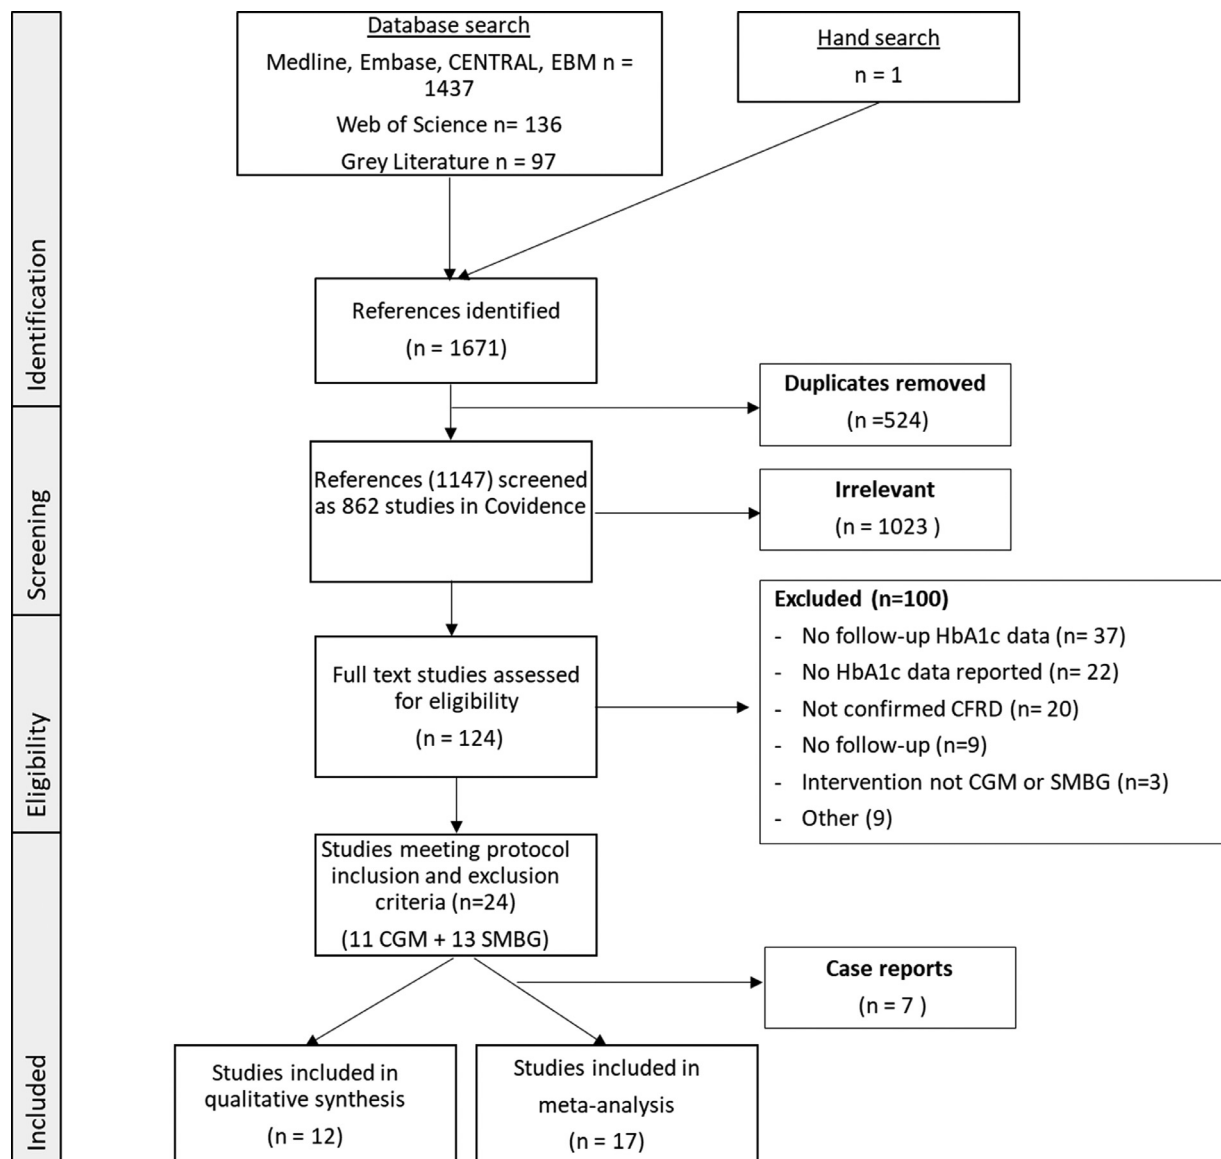 Database search
Medline, Embase, CENTRAL, EBM n =
1437
Web of Science n= 136
Grey Literature n = 97
Hand search
n = 1
Identification
References identified
(n = 1671)
Duplicates removed
(n =524)
Screening
References (1147) screened
as 862 studies in Covidence
Irrelevant
(n = 1023 )
Eligibility
Full text studies assessed
for eligibility
(n = 124)
Excluded (n=100)
- No follow-up HbA1c data (n= 37)
- No HbA1c data reported (n= 22)
- Not confirmed CFRD (n= 20)
- No follow-up (n=9)
- Intervention not CGM or SMBG (n=3)
- Other (9)
Included
Studies meeting protocol
inclusion and exclusion
criteria (n=24)
(11 CGM + 13 SMBG)
Case reports
(n = 7 )
Studies included in
qualitative synthesis
(n = 12)
Studies included in
meta-analysis
(n = 17)